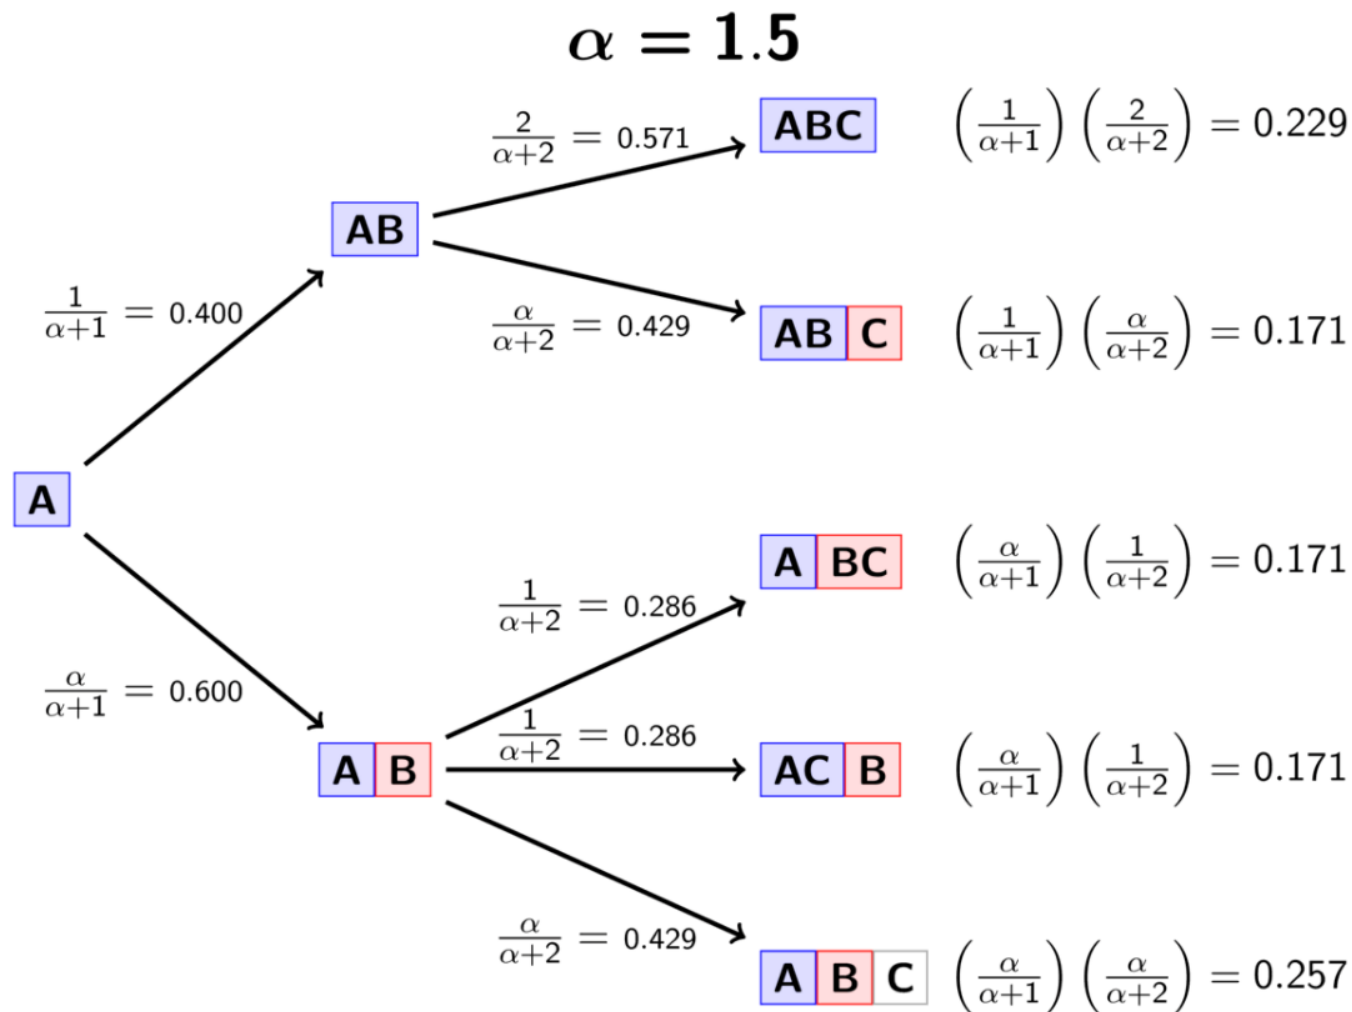 α = 1.5
2/(α+2) = 0.571
ABC
(1/(α+1)) (2/(α+2)) = 0.229
AB
1/(α+1) = 0.400
α/(α+2) = 0.429
AB C
(1/(α+1)) (α/(α+2)) = 0.171
A
1/(α+2) = 0.286
A BC
(α/(α+1)) (1/(α+2)) = 0.171
α/(α+1) = 0.600
A B
1/(α+2) = 0.286
AC B
(α/(α+1)) (1/(α+2)) = 0.171
α/(α+2) = 0.429
A B C
(α/(α+1)) (α/(α+2)) = 0.257